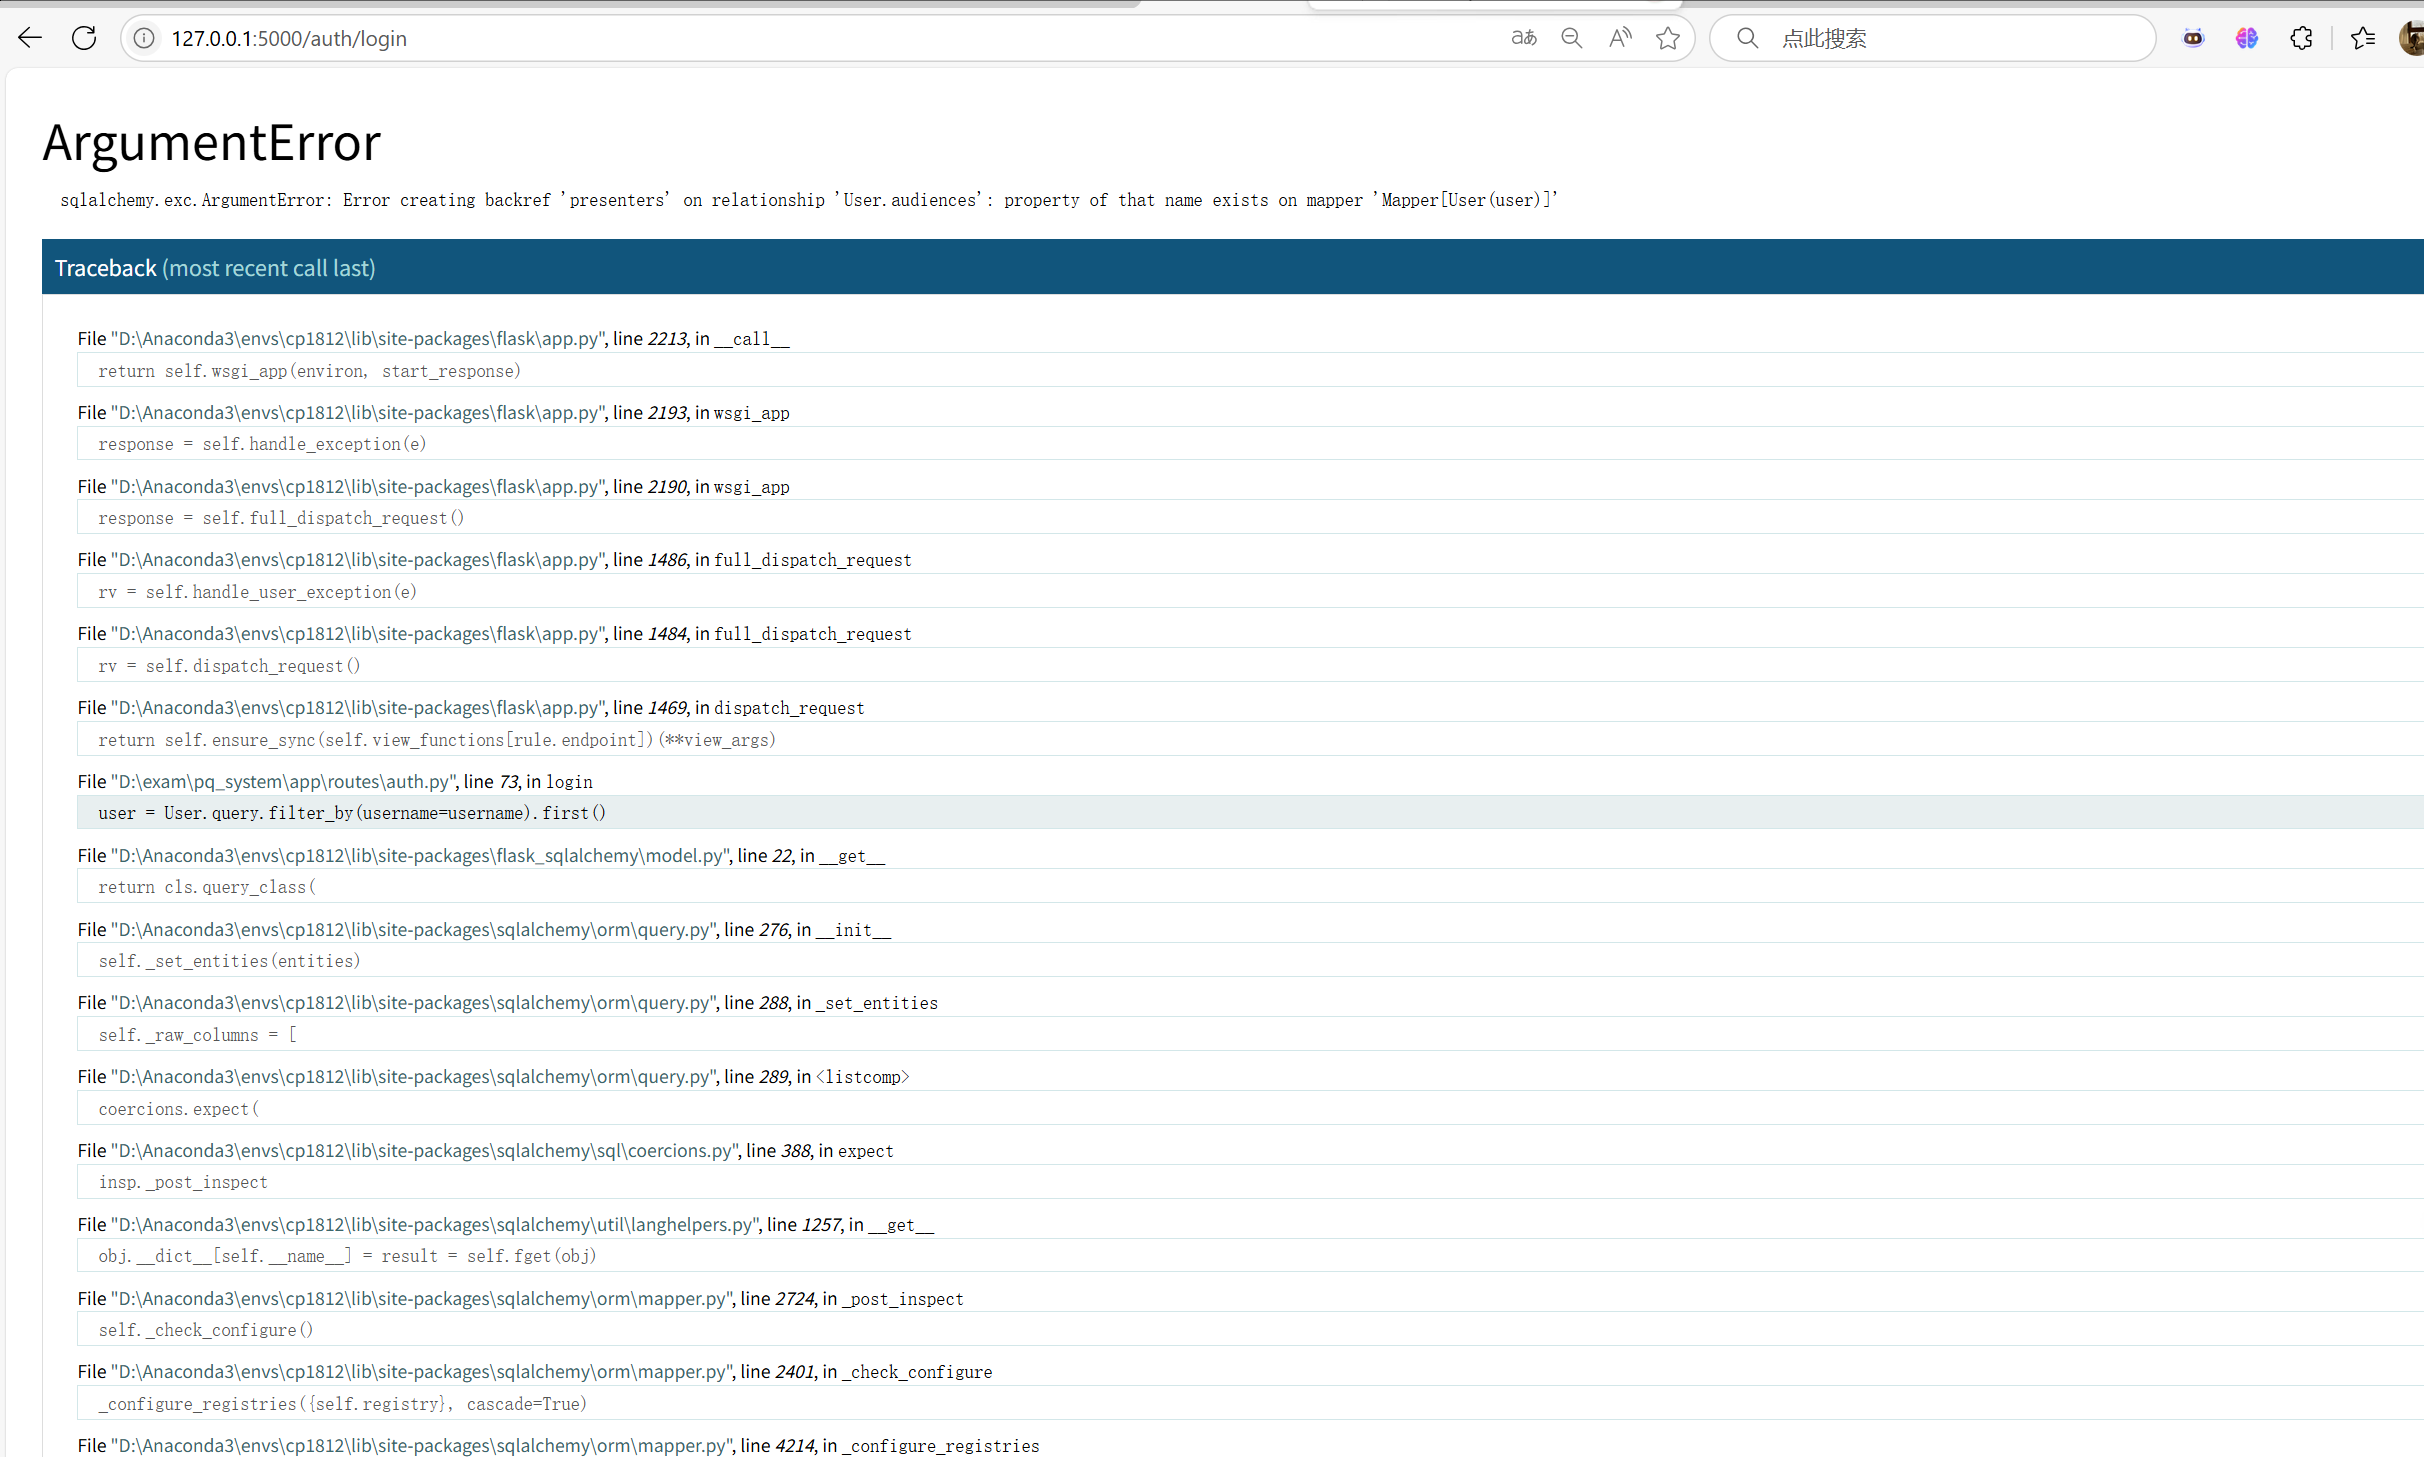 127.0.0.1:5000/auth/login
点此搜索
ArgumentError
sqlalchemy.exc.ArgumentError: Error creating backref 'presenters' on relationship 'User.audiences': property of that name exists on mapper 'Mapper[User(user)]'
Traceback (most recent call last)
File "D:\Anaconda3\envs\cp1812\lib\site-packages\flask\app.py", line 2213, in __call__
return self.wsgi_app(environ, start_response)
File "D:\Anaconda3\envs\cp1812\lib\site-packages\flask\app.py", line 2193, in wsgi_app
response = self.handle_exception(e)
File "D:\Anaconda3\envs\cp1812\lib\site-packages\flask\app.py", line 2190, in wsgi_app
response = self.full_dispatch_request()
File "D:\Anaconda3\envs\cp1812\lib\site-packages\flask\app.py", line 1486, in full_dispatch_request
rv = self.handle_user_exception(e)
File "D:\Anaconda3\envs\cp1812\lib\site-packages\flask\app.py", line 1484, in full_dispatch_request
rv = self.dispatch_request()
File "D:\Anaconda3\envs\cp1812\lib\site-packages\flask\app.py", line 1469, in dispatch_request
return self.ensure_sync(self.view_functions[rule.endpoint])(**view_args)
File "D:\exam\pq_system\app\routes\auth.py", line 73, in login
user = User.query.filter_by(username=username).first()
File "D:\Anaconda3\envs\cp1812\lib\site-packages\flask_sqlalchemy\model.py", line 22, in __get__
return cls.query_class(
File "D:\Anaconda3\envs\cp1812\lib\site-packages\sqlalchemy\orm\query.py", line 276, in __init__
self._set_entities(entities)
File "D:\Anaconda3\envs\cp1812\lib\site-packages\sqlalchemy\orm\query.py", line 288, in _set_entities
self._raw_columns = [
File "D:\Anaconda3\envs\cp1812\lib\site-packages\sqlalchemy\orm\query.py", line 289, in <listcomp>
coercions.expect(
File "D:\Anaconda3\envs\cp1812\lib\site-packages\sqlalchemy\sql\coercions.py", line 388, in expect
insp._post_inspect
File "D:\Anaconda3\envs\cp1812\lib\site-packages\sqlalchemy\util\langhelpers.py", line 1257, in __get__
obj.__dict__[self.__name__] = result = self.fget(obj)
File "D:\Anaconda3\envs\cp1812\lib\site-packages\sqlalchemy\orm\mapper.py", line 2724, in _post_inspect
self._check_configure()
File "D:\Anaconda3\envs\cp1812\lib\site-packages\sqlalchemy\orm\mapper.py", line 2401, in _check_configure
_configure_registries({self.registry}, cascade=True)
File "D:\Anaconda3\envs\cp1812\lib\site-packages\sqlalchemy\orm\mapper.py", line 4214, in _configure_registries